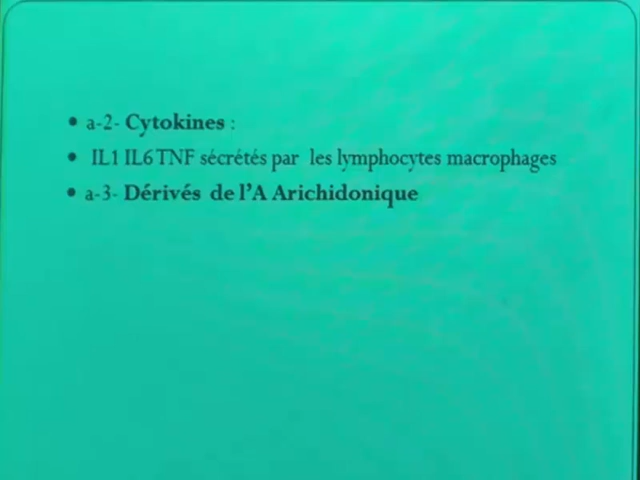 • a-2- Cytokines :
• IL1 IL6 TNF sécrétés par les lymphocytes macrophages
• a-3- Dérivés de l'A Arichidonique